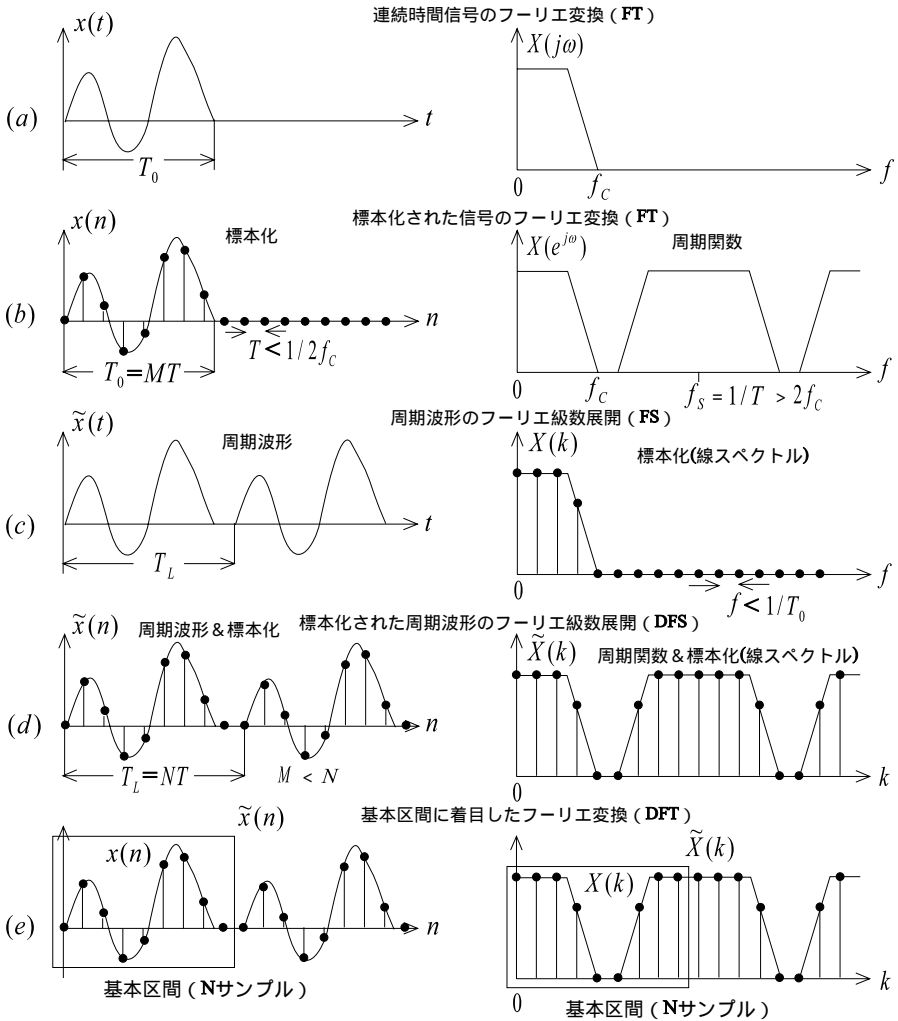 連続時間信号のフーリエ変換（FT）
x(t)
X(jω)
(a)
t
T₀
0
f_C
f
標本化された信号のフーリエ変換（FT）
x(n)
標本化
X(e^{jω})
周期関数
(b)
n
T<1/2f_C
T₀=MT
0
f_C
f_S=1/T >2f_C
f
周期波形のフーリエ級数展開（FS）
x̃(t)
周期波形
X(k)
標本化(線スペクトル)
(c)
t
T_L
0
f<1/T₀
f
標本化された周期波形のフーリエ級数展開（DFS）
x̃(n)
周期波形＆標本化
X̃(k)
周期関数＆標本化(線スペクトル)
(d)
n
T_L=NT
M < N
0
k
基本区間に着目したフーリエ変換（DFT）
x̃(n)
x(n)
X̃(k)
X(k)
(e)
n
k
基本区間（Nサンプル）
0
基本区間（Nサンプル）